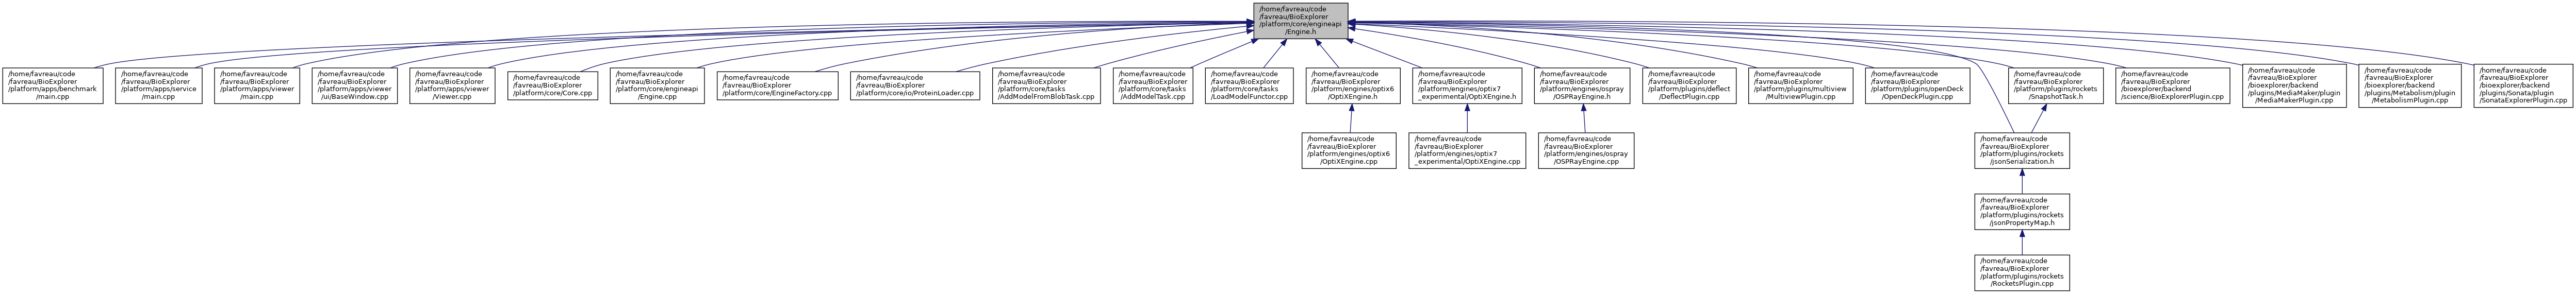 /home/favreau/code
/favreau/BioExplorer
/platform/core/engineapi
/Engine.h
/home/favreau/code
/favreau/BioExplorer
/platform/apps/benchmark
/main.cpp
/home/favreau/code
/favreau/BioExplorer
/platform/apps/service
/main.cpp
/home/favreau/code
/favreau/BioExplorer
/platform/apps/viewer
/main.cpp
/home/favreau/code
/favreau/BioExplorer
/platform/apps/viewer
/ui/BaseWindow.cpp
/home/favreau/code
/favreau/BioExplorer
/platform/apps/viewer
/Viewer.cpp
/home/favreau/code
/favreau/BioExplorer
/platform/core/Core.cpp
/home/favreau/code
/favreau/BioExplorer
/platform/core/engineapi
/Engine.cpp
/home/favreau/code
/favreau/BioExplorer
/platform/core/EngineFactory.cpp
/home/favreau/code
/favreau/BioExplorer
/platform/core/io/ProteinLoader.cpp
/home/favreau/code
/favreau/BioExplorer
/platform/core/tasks
/AddModelFromBlobTask.cpp
/home/favreau/code
/favreau/BioExplorer
/platform/core/tasks
/AddModelTask.cpp
/home/favreau/code
/favreau/BioExplorer
/platform/core/tasks
/LoadModelFunctor.cpp
/home/favreau/code
/favreau/BioExplorer
/platform/engines/optix6
/OptiXEngine.h
/home/favreau/code
/favreau/BioExplorer
/platform/engines/optix7
_experimental/OptiXEngine.h
/home/favreau/code
/favreau/BioExplorer
/platform/engines/ospray
/OSPRayEngine.h
/home/favreau/code
/favreau/BioExplorer
/platform/plugins/deflect
/DeflectPlugin.cpp
/home/favreau/code
/favreau/BioExplorer
/platform/plugins/multiview
/MultiviewPlugin.cpp
/home/favreau/code
/favreau/BioExplorer
/platform/plugins/openDeck
/OpenDeckPlugin.cpp
/home/favreau/code
/favreau/BioExplorer
/platform/plugins/rockets
/SnapshotTask.h
/home/favreau/code
/favreau/BioExplorer
/bioexplorer/backend
/science/BioExplorerPlugin.cpp
/home/favreau/code
/favreau/BioExplorer
/bioexplorer/backend
/plugins/MediaMaker/plugin
/MediaMakerPlugin.cpp
/home/favreau/code
/favreau/BioExplorer
/bioexplorer/backend
/plugins/Metabolism/plugin
/MetabolismPlugin.cpp
/home/favreau/code
/favreau/BioExplorer
/bioexplorer/backend
/plugins/Sonata/plugin
/SonataExplorerPlugin.cpp
/home/favreau/code
/favreau/BioExplorer
/platform/engines/optix6
/OptiXEngine.cpp
/home/favreau/code
/favreau/BioExplorer
/platform/engines/optix7
_experimental/OptiXEngine.cpp
/home/favreau/code
/favreau/BioExplorer
/platform/engines/ospray
/OSPRayEngine.cpp
/home/favreau/code
/favreau/BioExplorer
/platform/plugins/rockets
/jsonSerialization.h
/home/favreau/code
/favreau/BioExplorer
/platform/plugins/rockets
/jsonPropertyMap.h
/home/favreau/code
/favreau/BioExplorer
/platform/plugins/rockets
/RocketsPlugin.cpp